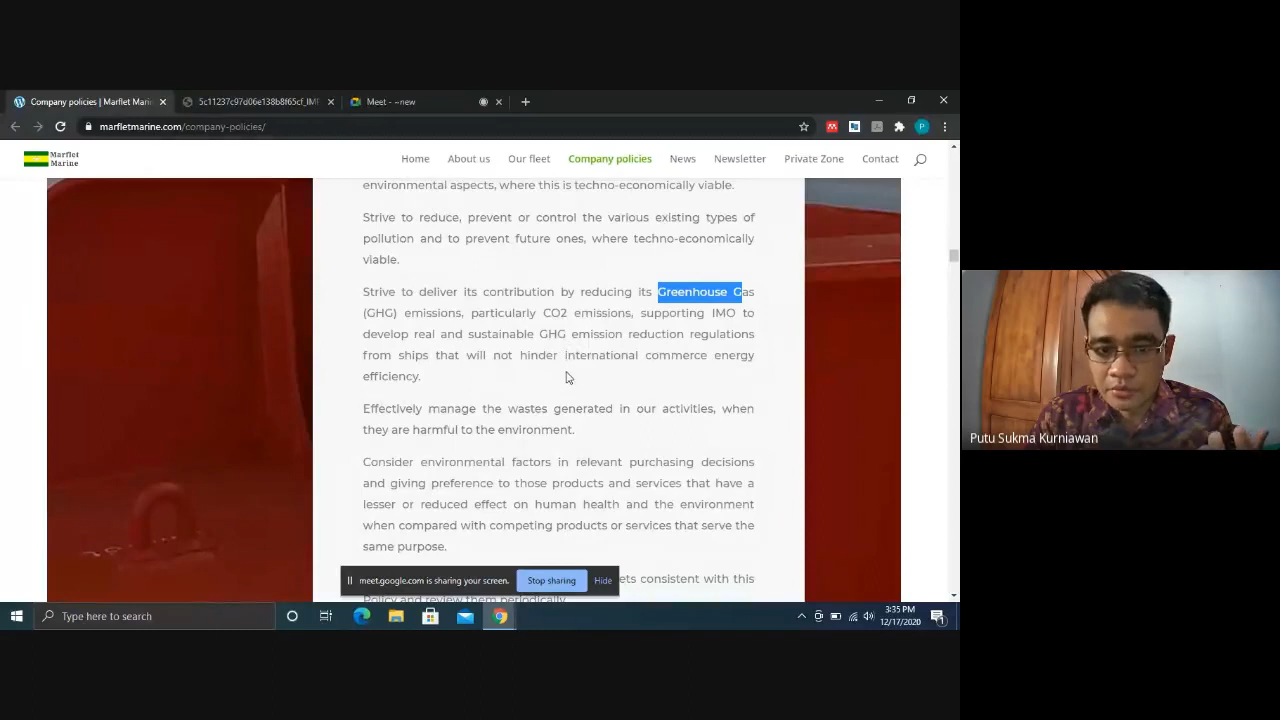 Company policies | Marflet Mari
5c11237c97d06e138b8f65cf_IMF
Meet - ~new
marfletmarine.com/company-policies/
P
Marflet
Marine
Home About us Our fleet Company policies News Newsletter Private Zone Contact
environmental aspects, where this is techno-economically viable.
Strive to reduce, prevent or control the various existing types of
pollution and to prevent future ones, where techno-economically
viable.
Strive to deliver its contribution by reducing its Greenhouse Gas
(GHG) emissions, particularly CO2 emissions, supporting IMO to
develop real and sustainable GHG emission reduction regulations
from ships that will not hinder international commerce energy
efficiency.
Effectively manage the wastes generated in our activities, when
they are harmful to the environment.
Consider environmental factors in relevant purchasing decisions
and giving preference to those products and services that have a
lesser or reduced effect on human health and the environment
when compared with competing products or services that serve the
same purpose.
ets consistent with this
Policy and review them periodically.
meet.google.com is sharing your screen. Stop sharing Hide
Type here to search
3:35 PM
12/17/2020
1
Putu Sukma Kurniawan